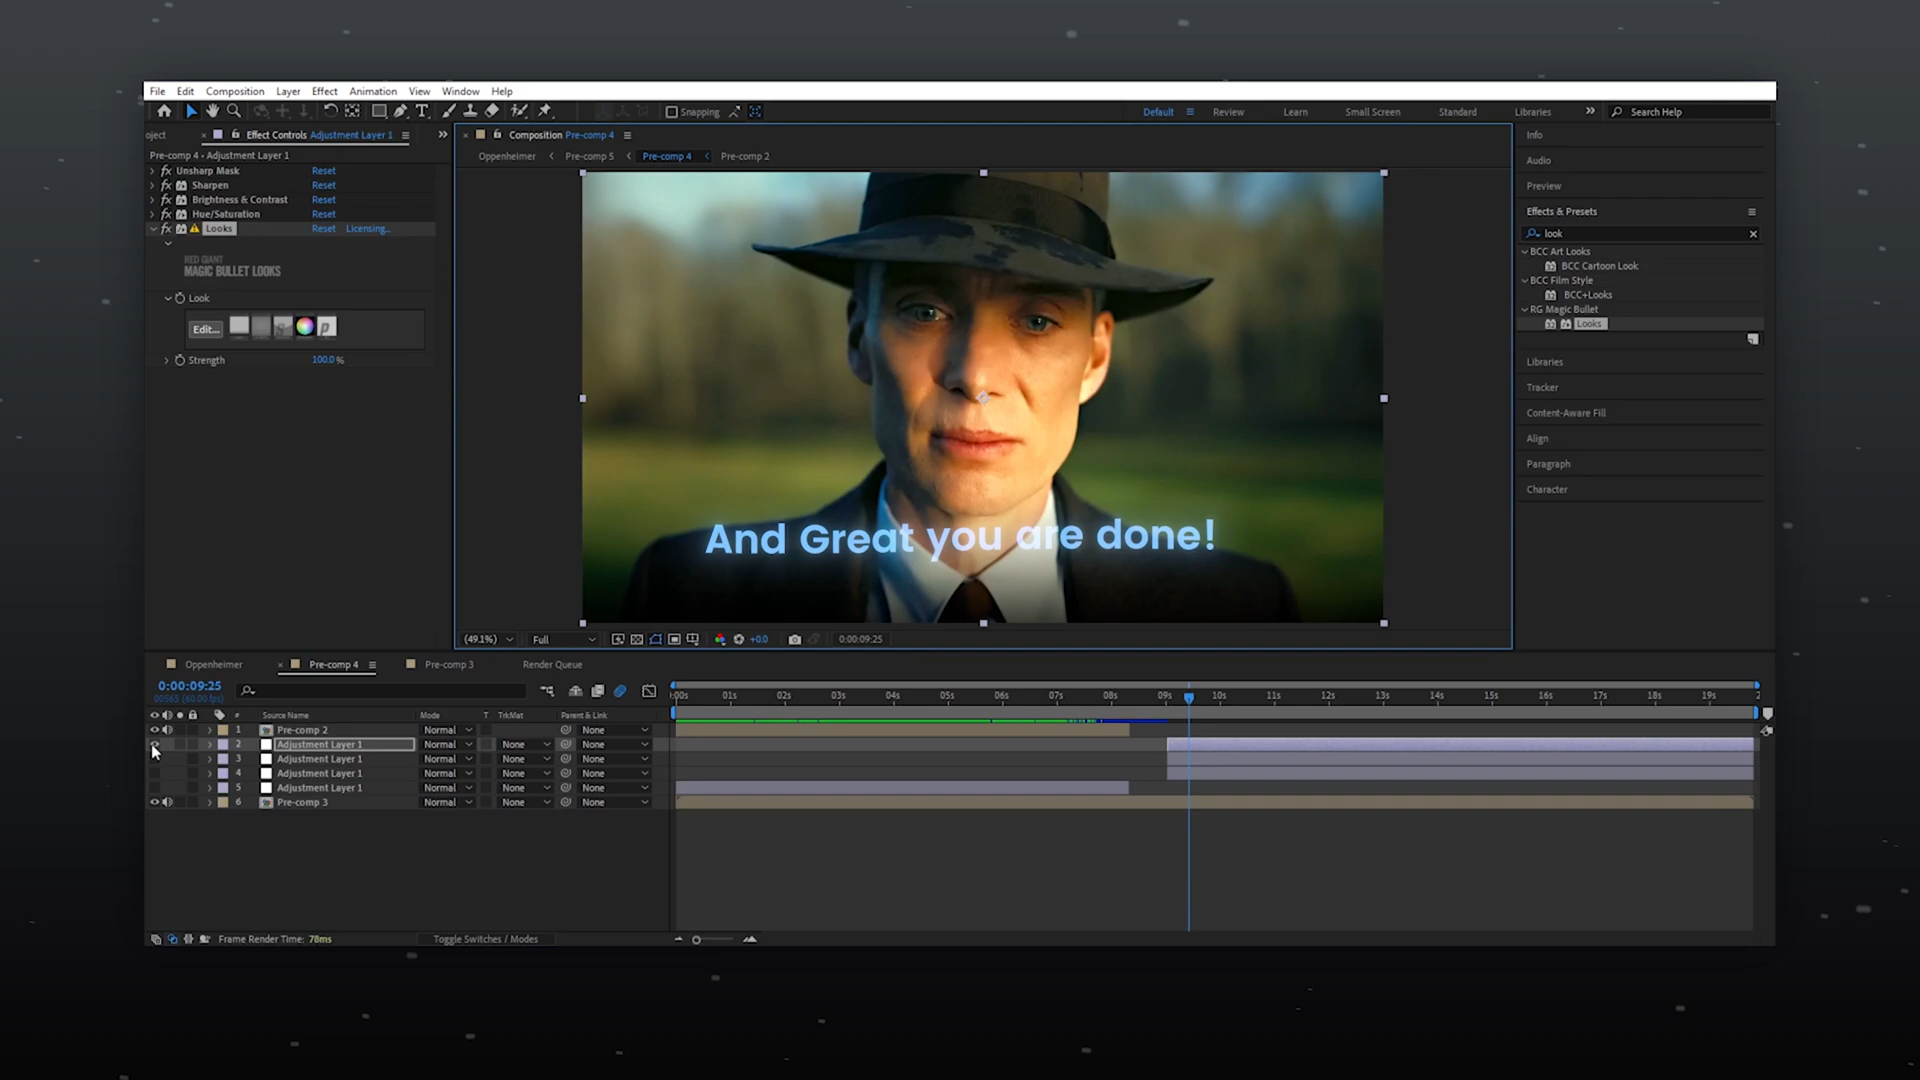 File Edit Composition Layer Effect Animation View Window Help
Snapping Default Review Learn Small Screen Standard Libraries Search Help
oject Effect Controls Adjustment Layer 1
Pre-comp 4 • Adjustment Layer 1
fx Unsharp Mask Reset
fx Sharpen Reset
fx Brightness & Contrast Reset
fx Hue/Saturation Reset
fx Looks Reset Licensing...
RED GIANT
MAGIC BULLET LOOKS
Look
Edit...
Strength 100.0 %
Composition Pre-comp 4
Oppenheimer Pre-comp 5 Pre-comp 4 Pre-comp 2
And Great you are done!
(49.1%) Full +0.0 0:00:09:25
Info
Audio
Preview
Effects & Presets
look
BCC Art Looks
BCC Cartoon Look
BCC Film Style
BCC+Looks
RG Magic Bullet
Looks
Libraries
Tracker
Content-Aware Fill
Align
Paragraph
Character
Oppenheimer Pre-comp 4 Pre-comp 3 Render Queue
0:00:09:25
00565 (60.00 fps)
:00s 01s 02s 03s 04s 05s 06s 07s 08s 09s 10s 11s 12s 13s 14s 15s 16s 17s 18s 19s 2
# Source Name Mode T TrkMat Parent & Link
1 Pre-comp 2 Normal None
2 Adjustment Layer 1 Normal None None
3 Adjustment Layer 1 Normal None None
4 Adjustment Layer 1 Normal None None
5 Adjustment Layer 1 Normal None None
6 Pre-comp 3 Normal None None
Frame Render Time: 78ms Toggle Switches / Modes